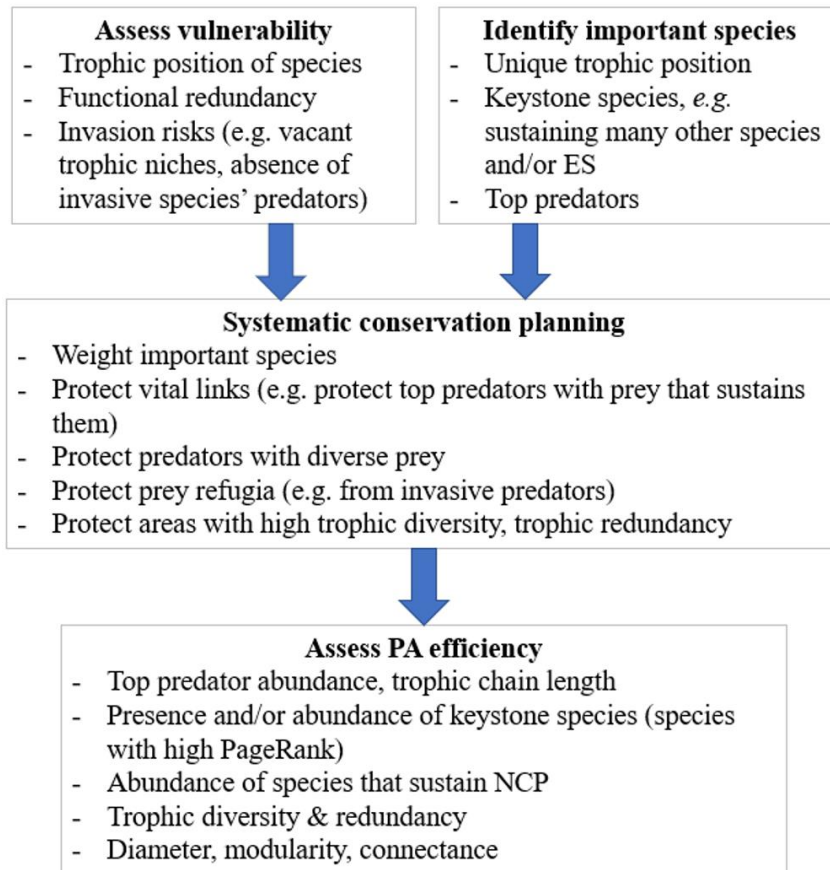 Assess vulnerability
- Trophic position of species
- Functional redundancy
- Invasion risks (e.g. vacant
trophic niches, absence of
invasive species’ predators)
Identify important species
- Unique trophic position
- Keystone species, e.g.
sustaining many other species
and/or ES
- Top predators
Systematic conservation planning
- Weight important species
- Protect vital links (e.g. protect top predators with prey that sustains
them)
- Protect predators with diverse prey
- Protect prey refugia (e.g. from invasive predators)
- Protect areas with high trophic diversity, trophic redundancy
Assess PA efficiency
- Top predator abundance, trophic chain length
- Presence and/or abundance of keystone species (species
with high PageRank)
- Abundance of species that sustain NCP
- Trophic diversity & redundancy
- Diameter, modularity, connectance